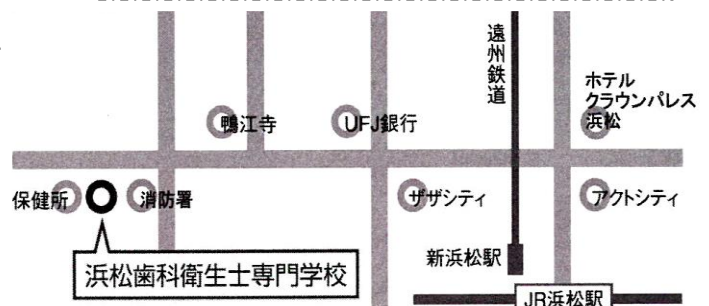 遠州鉄道
ホテル
クラウンパレス
浜松
鴨江寺
UFJ銀行
保健所
消防署
ザザシティ
アクトシティ
新浜松駅
浜松歯科衛生士専門学校
JR浜松駅